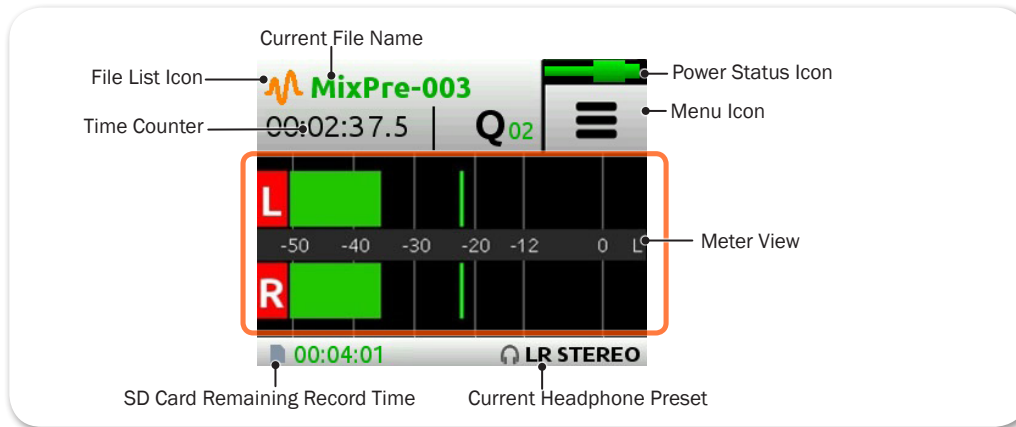 Current File Name
File List Icon
Power Status Icon
MixPre-003
Menu Icon
Time Counter
00:02:37.5
Q02
L
-50 -40 -30 -20 -12 0 L
Meter View
R
00:04:01
LR STEREO
SD Card Remaining Record Time
Current Headphone Preset